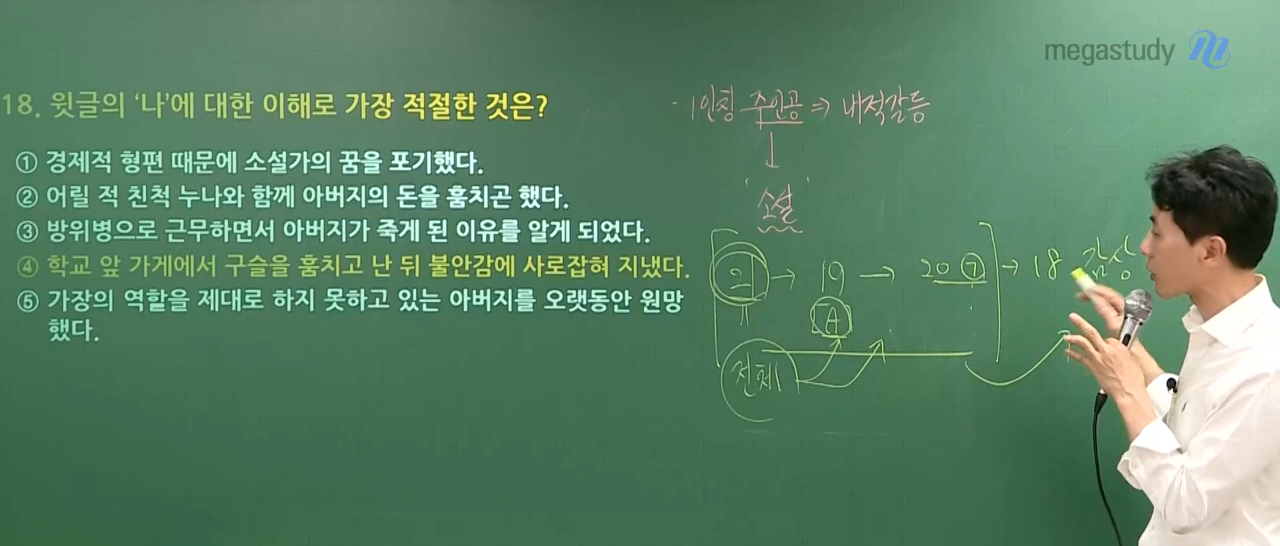 megastudy
18. 윗글의 '나'에 대한 이해로 가장 적절한 것은?
① 경제적 형편 때문에 소설가의 꿈을 포기했다.
② 어릴 적 친척 누나와 함께 아버지의 돈을 훔치곤 했다.
③ 방위병으로 근무하면서 아버지가 죽게 된 이유를 알게 되었다.
④ 학교 앞 가게에서 구슬을 훔치고 난 뒤 불안감에 사로잡혀 지냈다.
⑤ 가장의 역할을 제대로 하지 못하고 있는 아버지를 오랫동안 원망
했다.
1인칭 주인공 ⇒ 내적갈등
↓
'소설'
[ → 19 → 20 ㉠ ] → 18 감상
[A]
전체